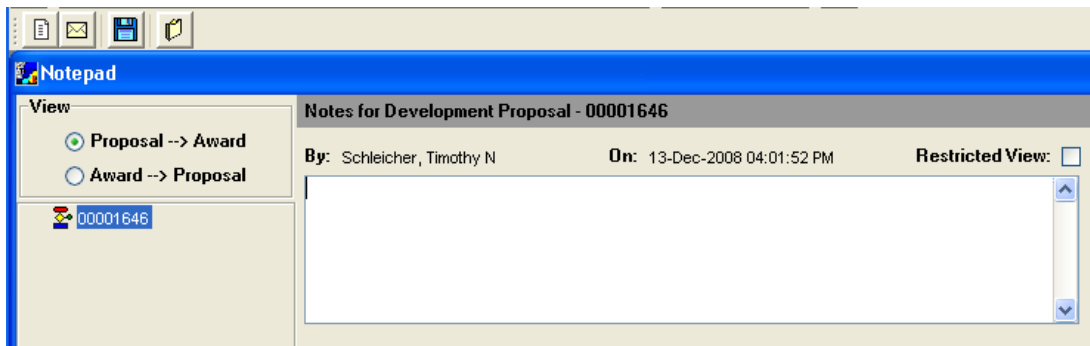 Notepad
View
Proposal --> Award
Award --> Proposal
00001646
Notes for Development Proposal - 00001646
By: Schleicher, Timothy N On: 13-Dec-2008 04:01:52 PM Restricted View: